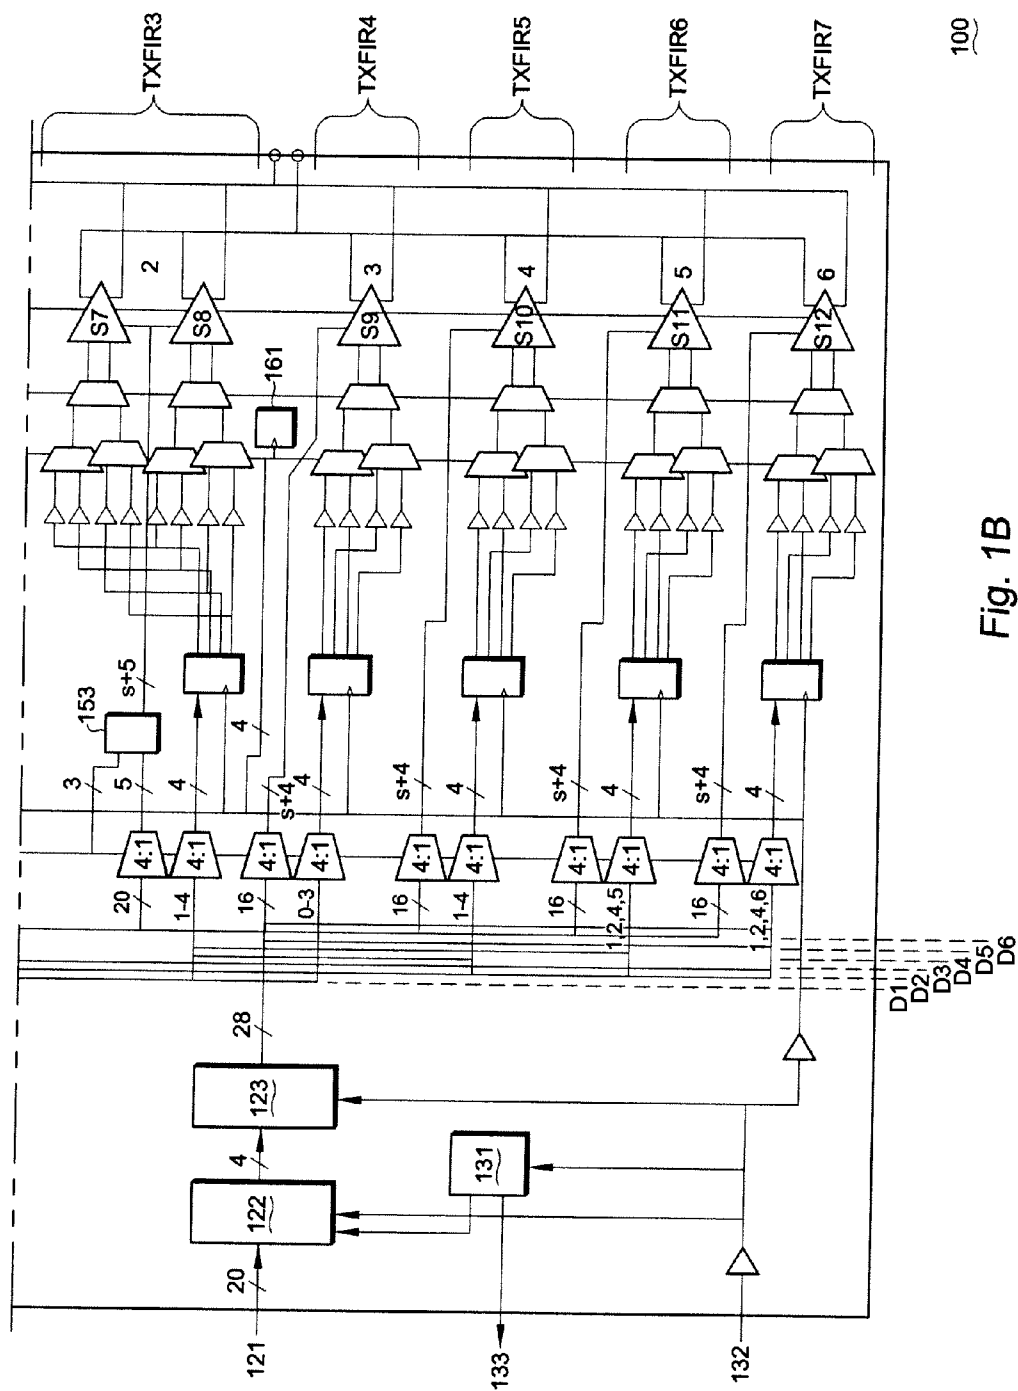 TXFIR3
TXFIR4
TXFIR5
TXFIR6
TXFIR7
100
2
3
4
5
6
S7
S8
S9
S10
S11
S12
161
153
s+5
4
3
5
4
s+4
4
s+4
4
s+4
4
s+4
4
4:1
4:1
4:1
4:1
4:1
4:1
4:1
4:1
4:1
4:1
20
1-4
16
0-3
16
1-4
16
1,2,4,5
16
1,2,4,6
D1
D2
D3
D4
D5
D6
28
123
4
122
131
20
121
133
132
Fig. 1B